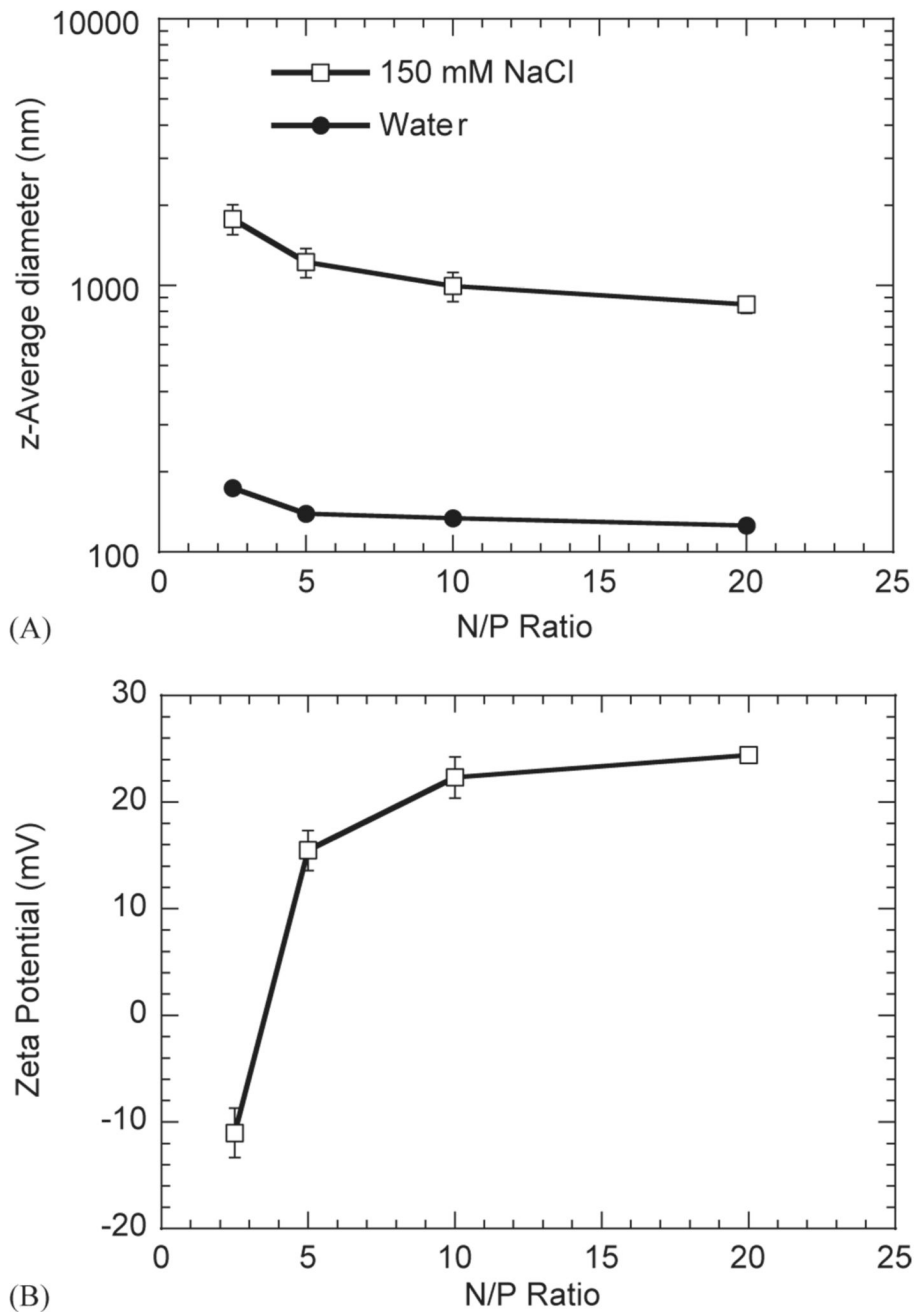 10000
150 mM NaCl
Water
z-Average diameter (nm)
1000
100
0 5 10 15 20 25
N/P Ratio
(A)
30
20
10
0
-10
-20
Zeta Potential (mV)
0 5 10 15 20 25
N/P Ratio
(B)